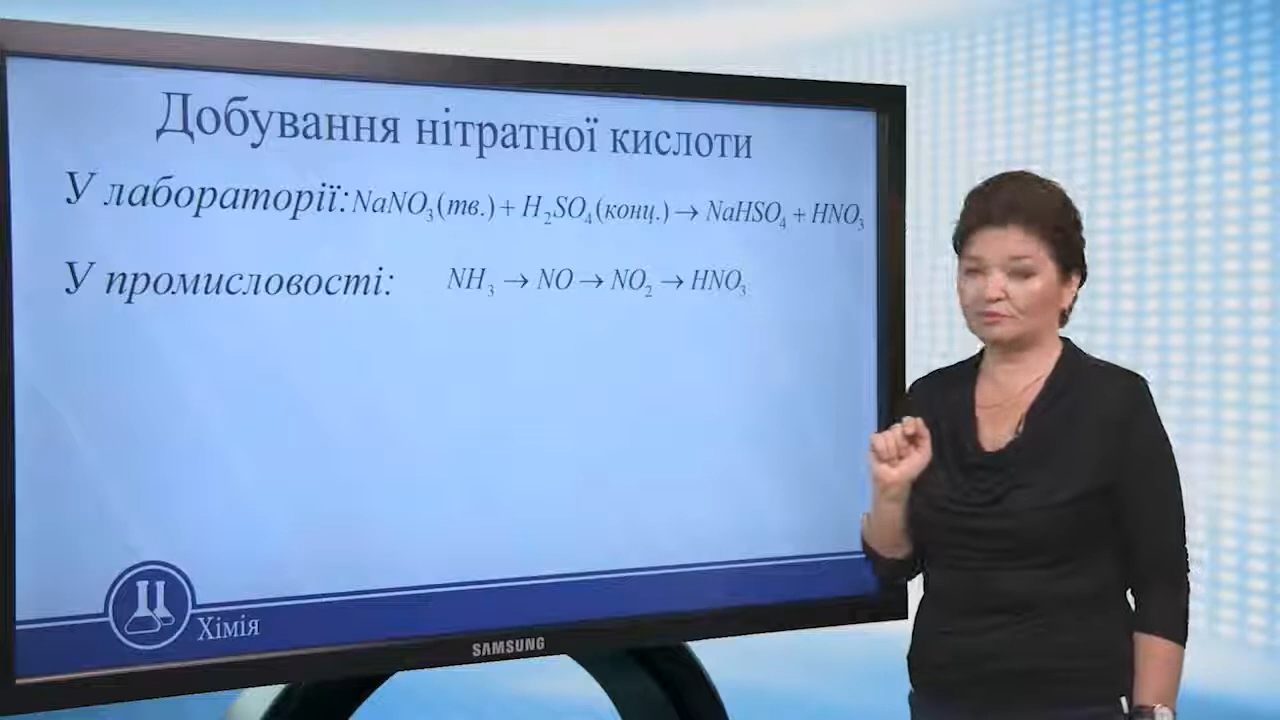 Добування нітратної кислоти
У лабораторії: NaNO₃(тв.) + H₂SO₄(конц.) → NaHSO₄ + HNO₃
У промисловості: NH₃ → NO → NO₂ → HNO₃
Хімія
SAMSUNG